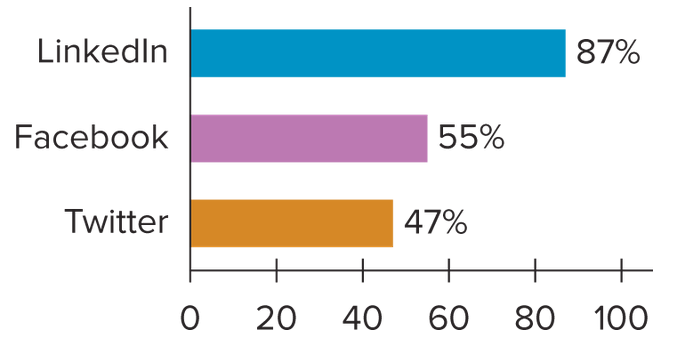 LinkedIn 87%
Facebook 55%
Twitter 47%
0 20 40 60 80 100